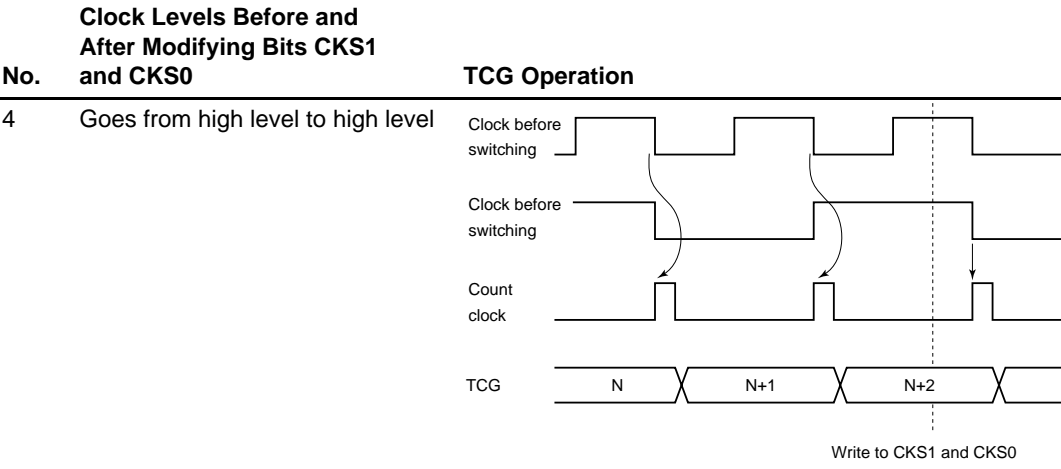 Clock Levels Before and
After Modifying Bits CKS1
No. and CKS0 TCG Operation
4 Goes from high level to high level
Clock before
switching
Clock before
switching
Count
clock
TCG N N+1 N+2
Write to CKS1 and CKS0